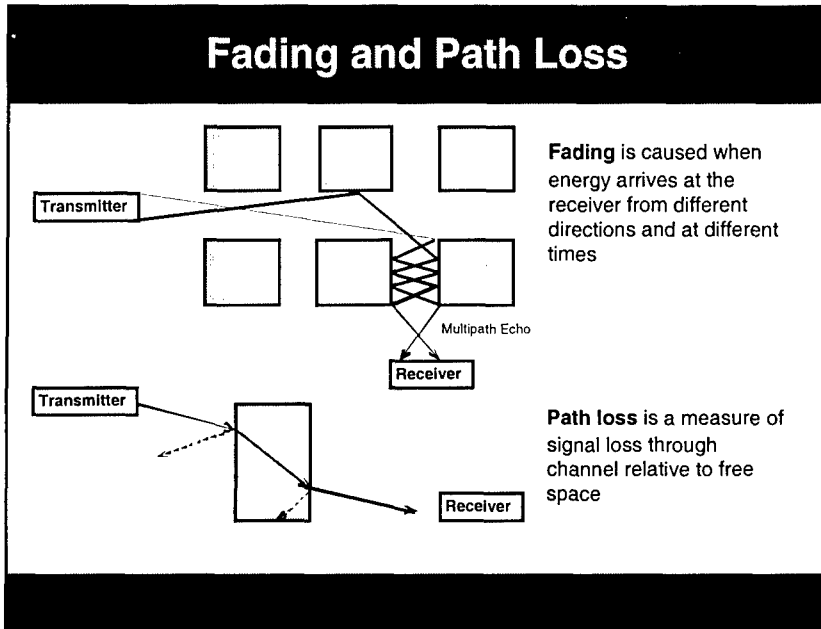 Fading and Path Loss
Transmitter
Fading is caused when
energy arrives at the
receiver from different
directions and at different
times
Multipath Echo
Receiver
Transmitter
Path loss is a measure of
signal loss through
channel relative to free
space
Receiver